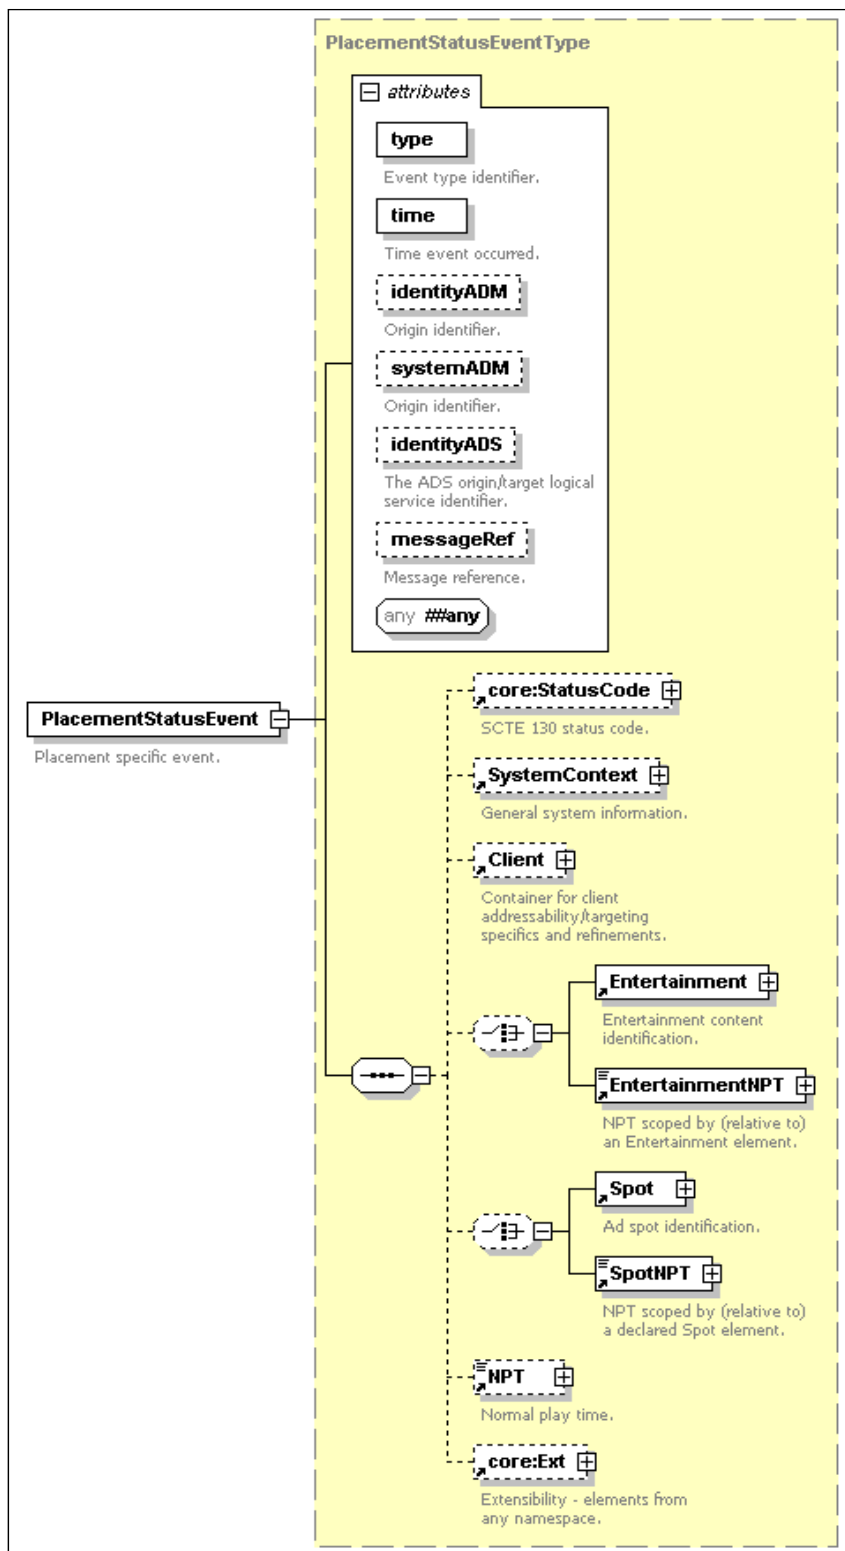 PlacementStatusEventType
attributes
type
Event type identifier.
time
Time event occurred.
identityADM
Origin identifier.
systemADM
Origin identifier.
identityADS
The ADS origin/target logical
service identifier.
messageRef
Message reference.
any ##any
PlacementStatusEvent
Placement specific event.
core:StatusCode
SCTE 130 status code.
SystemContext
General system information.
Client
Container for client
addressability/targeting
specifics and refinements.
Entertainment
Entertainment content
identification.
EntertainmentNPT
NPT scoped by (relative to)
an Entertainment element.
Spot
Ad spot identification.
SpotNPT
NPT scoped by (relative to)
a declared Spot element.
NPT
Normal play time.
core:Ext
Extensibility - elements from
any namespace.